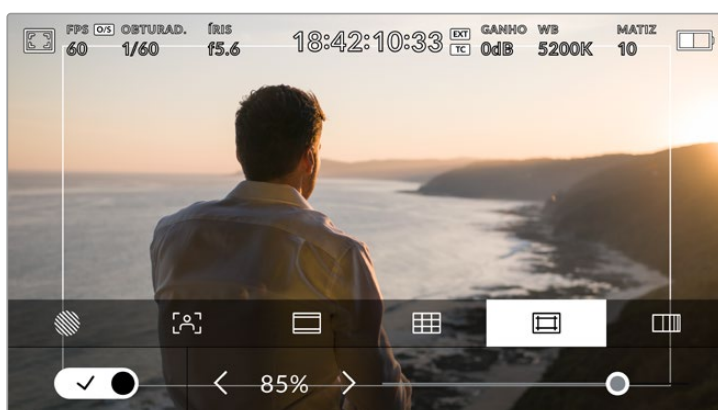 FPS O/S OBTURAD. ÍRIS 18:42:10:33 EXT GANHO WB MATIZ
60 1/60 f5.6 TC 0dB 5200K 10
85%